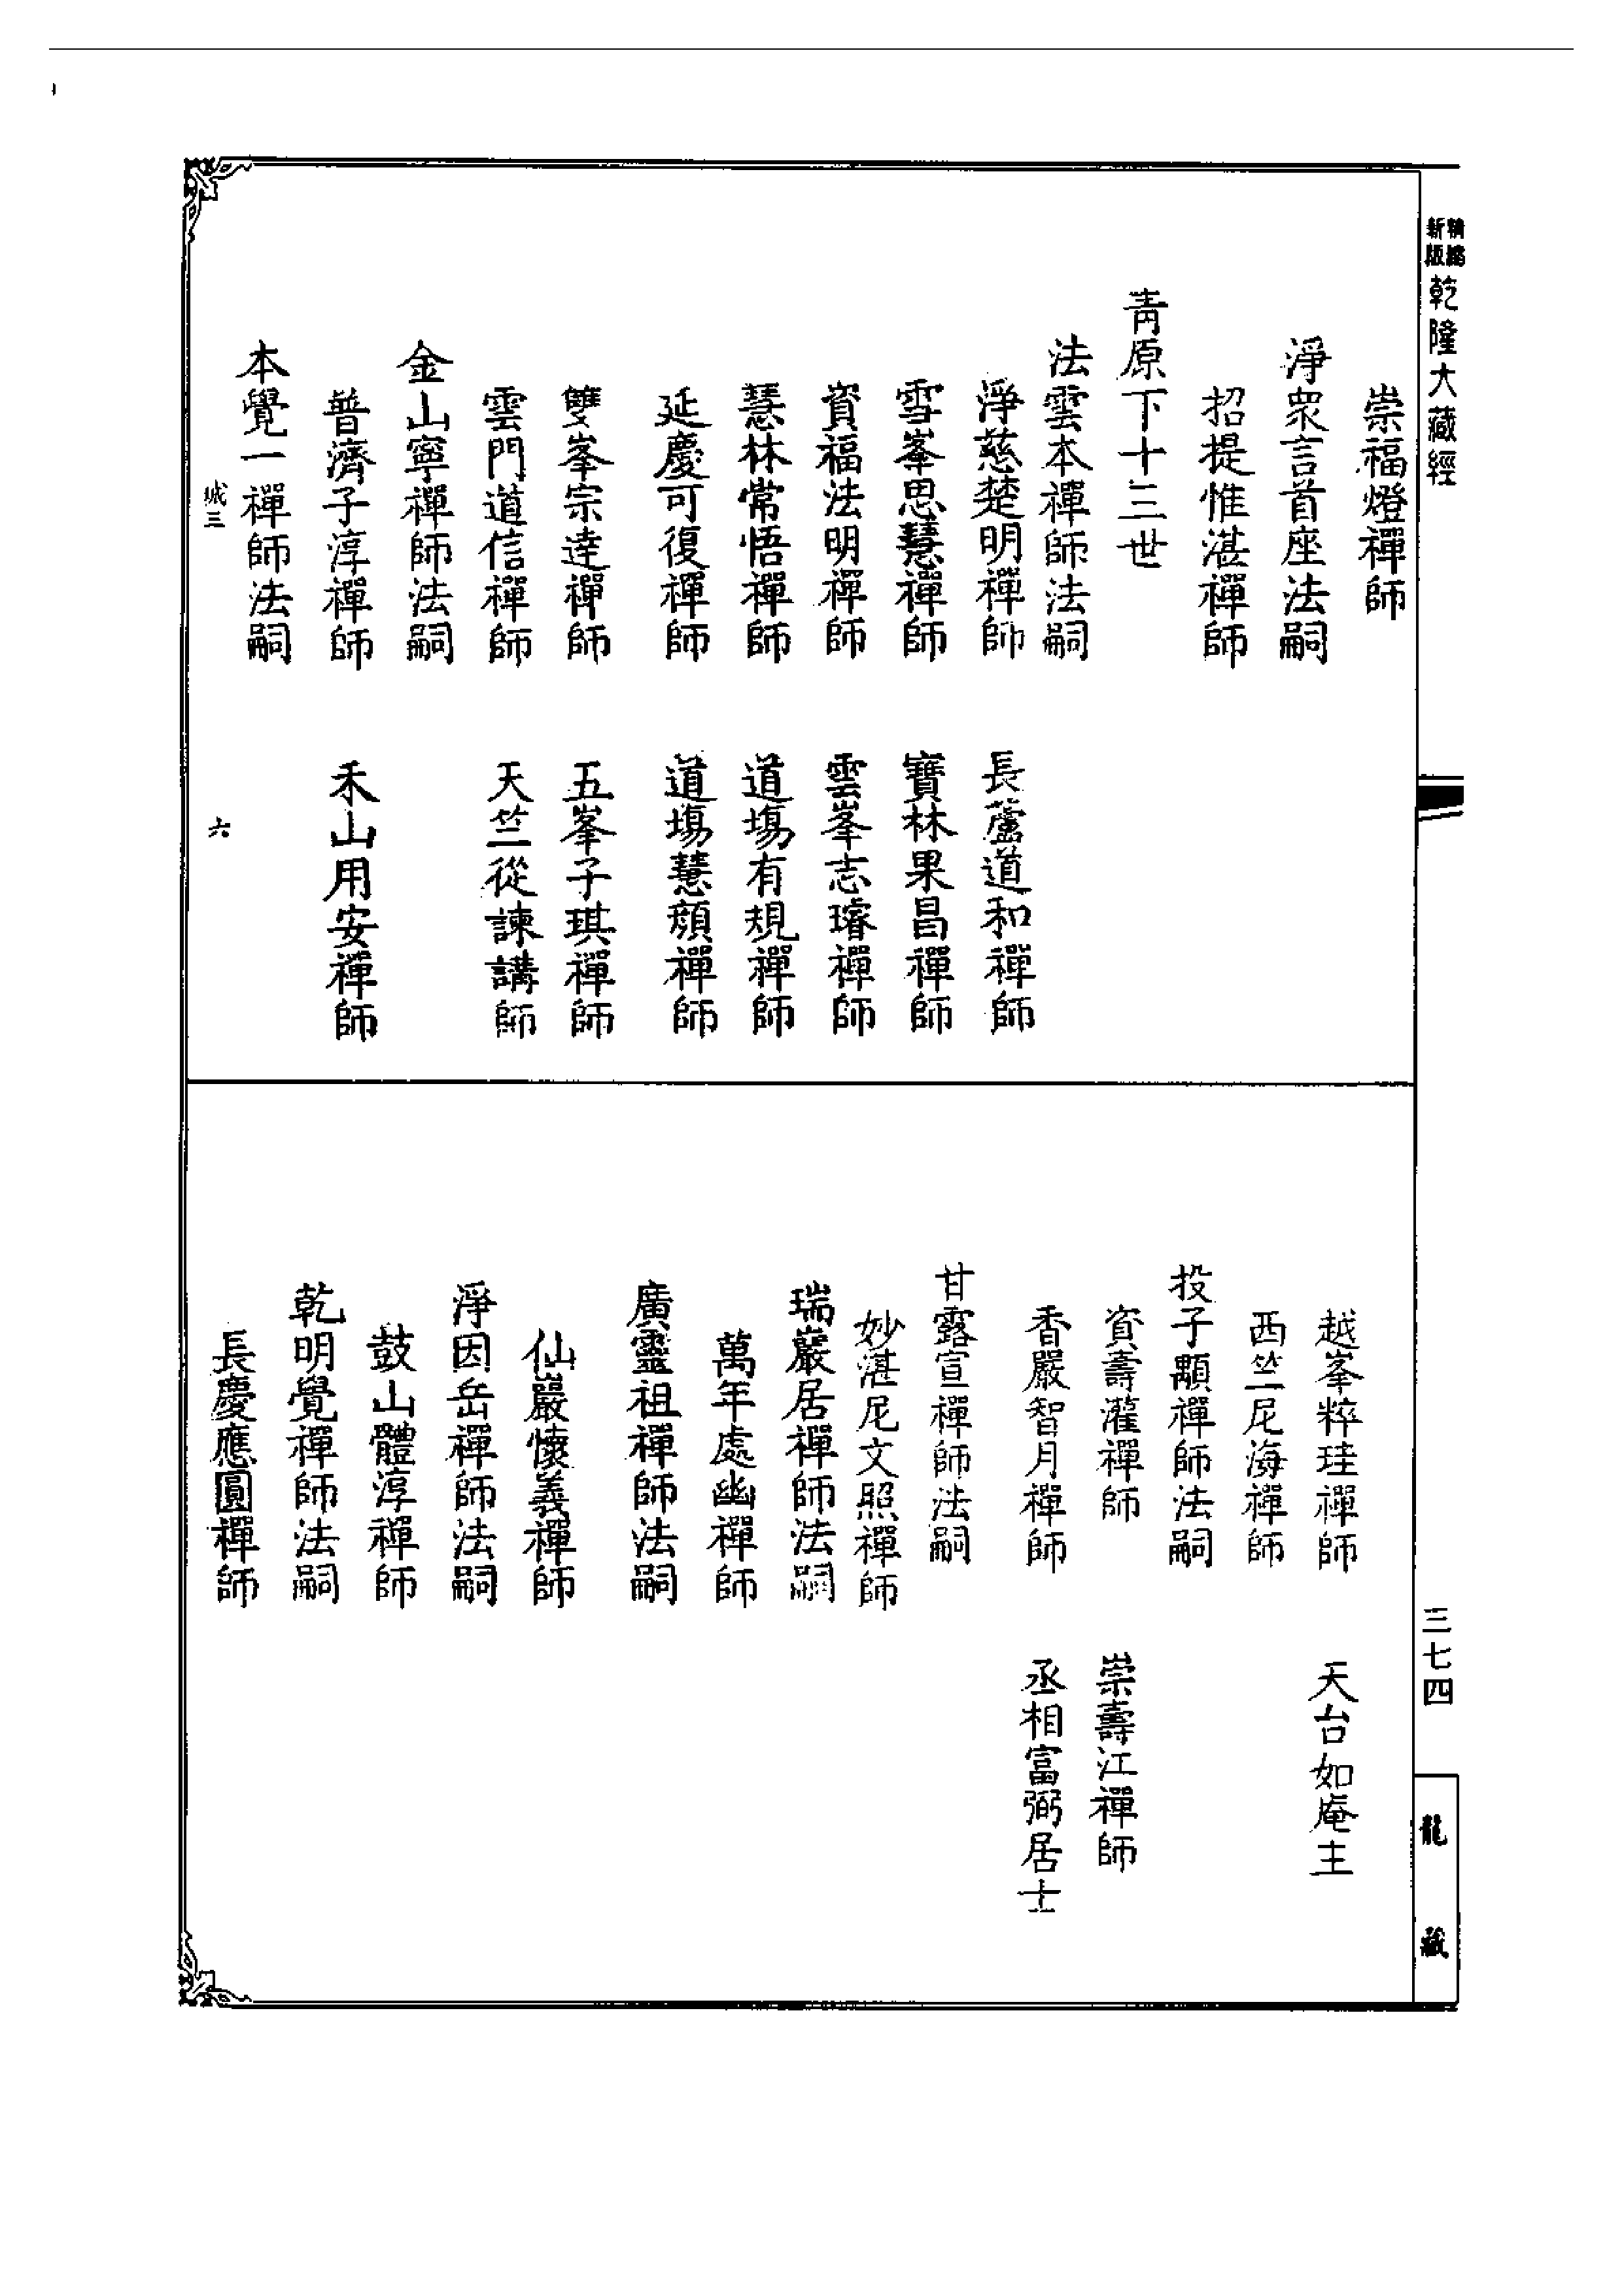 精縮
新版
乾隆大藏經
崇福燈禪師
淨眾言首座法嗣
招提惟湛禪師
青原下十三世
法雲本禪師法嗣
淨慈楚明禪師　長蘆道和禪師
雪峯思慧禪師　寶林果昌禪師
資福法明禪師　雲峯志璿禪師
慧林常悟禪師　道場有規禪師
延慶可復禪師　道場慧顏禪師
雙峯宗達禪師　五峯子琪禪師
雲門道信禪師　天竺從諫講師
金山寧禪師法嗣
普濟子淳禪師　禾山用安禪師
本覺一禪師法嗣
城三　六
越峯粹珪禪師　天台如庵主
西竺尼海禪師
投子顒禪師法嗣
資壽灌禪師　崇壽江禪師
香嚴智月禪師　丞相富弼居士
甘露宣禪師法嗣
妙湛尼文照禪師
瑞巖居禪師法嗣
萬年處幽禪師
廣靈祖禪師法嗣
仙巖懷義禪師
淨因岳禪師法嗣
鼓山體淳禪師
乾明覺禪師法嗣
長慶應圓禪師
三七四
龍藏